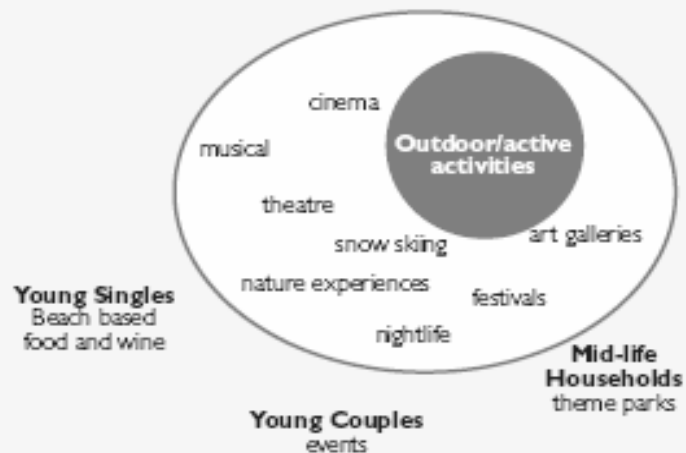 cinema
Outdoor/active
activities
musical
theatre
snow skiing
art galleries
nature experiences
festivals
nightlife
Young Singles
Beach based
food and wine
Mid-life
Households
theme parks
Young Couples
events